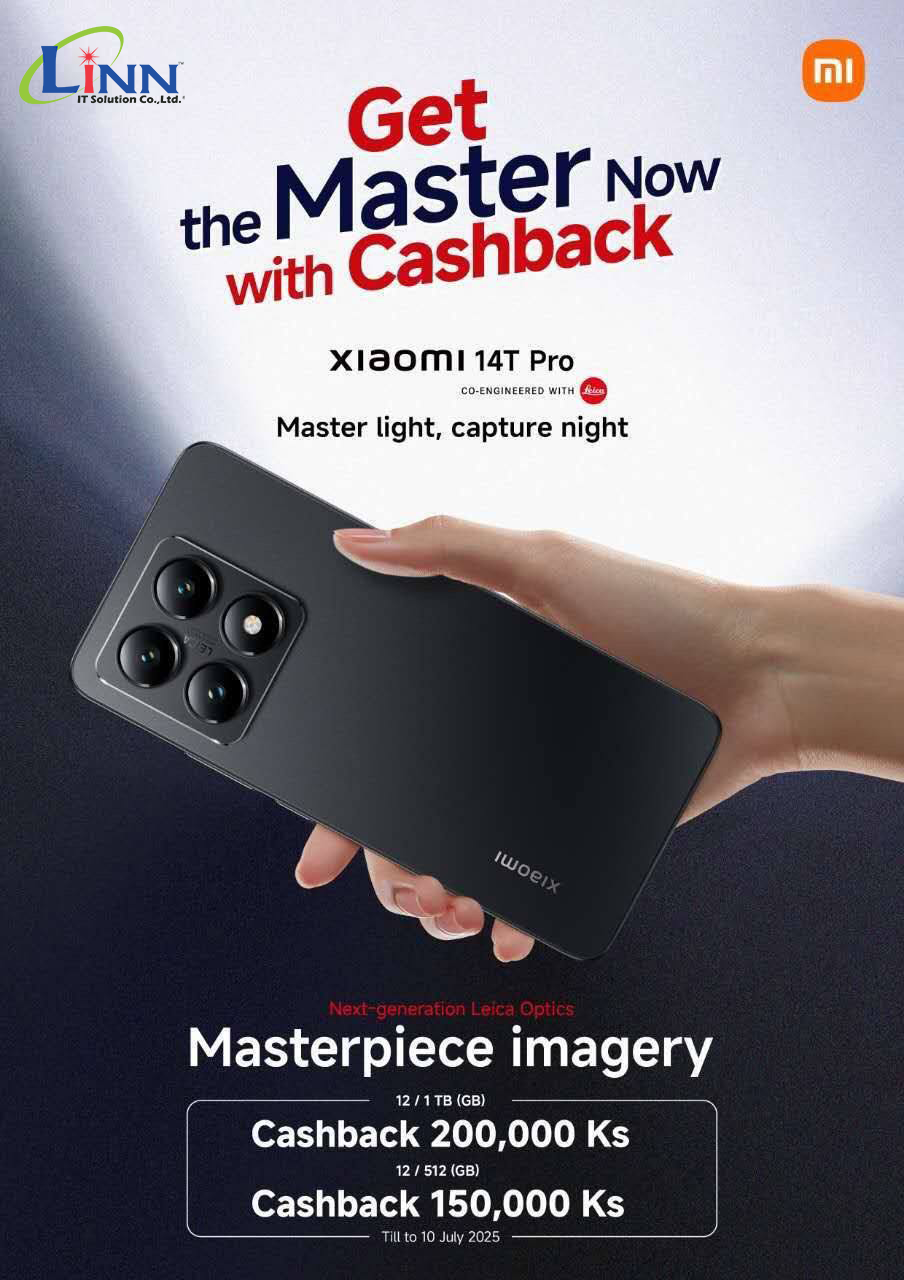 LiNN™
IT Solution Co.,Ltd.
mi
Get
the Master Now
with Cashback
xiaomi 14T Pro
CO-ENGINEERED WITH Leica
Master light, capture night
LEICA
xiaomi
Next-generation Leica Optics
Masterpiece imagery
12 / 1 TB (GB)
Cashback 200,000 Ks
12 / 512 (GB)
Cashback 150,000 Ks
Till to 10 July 2025